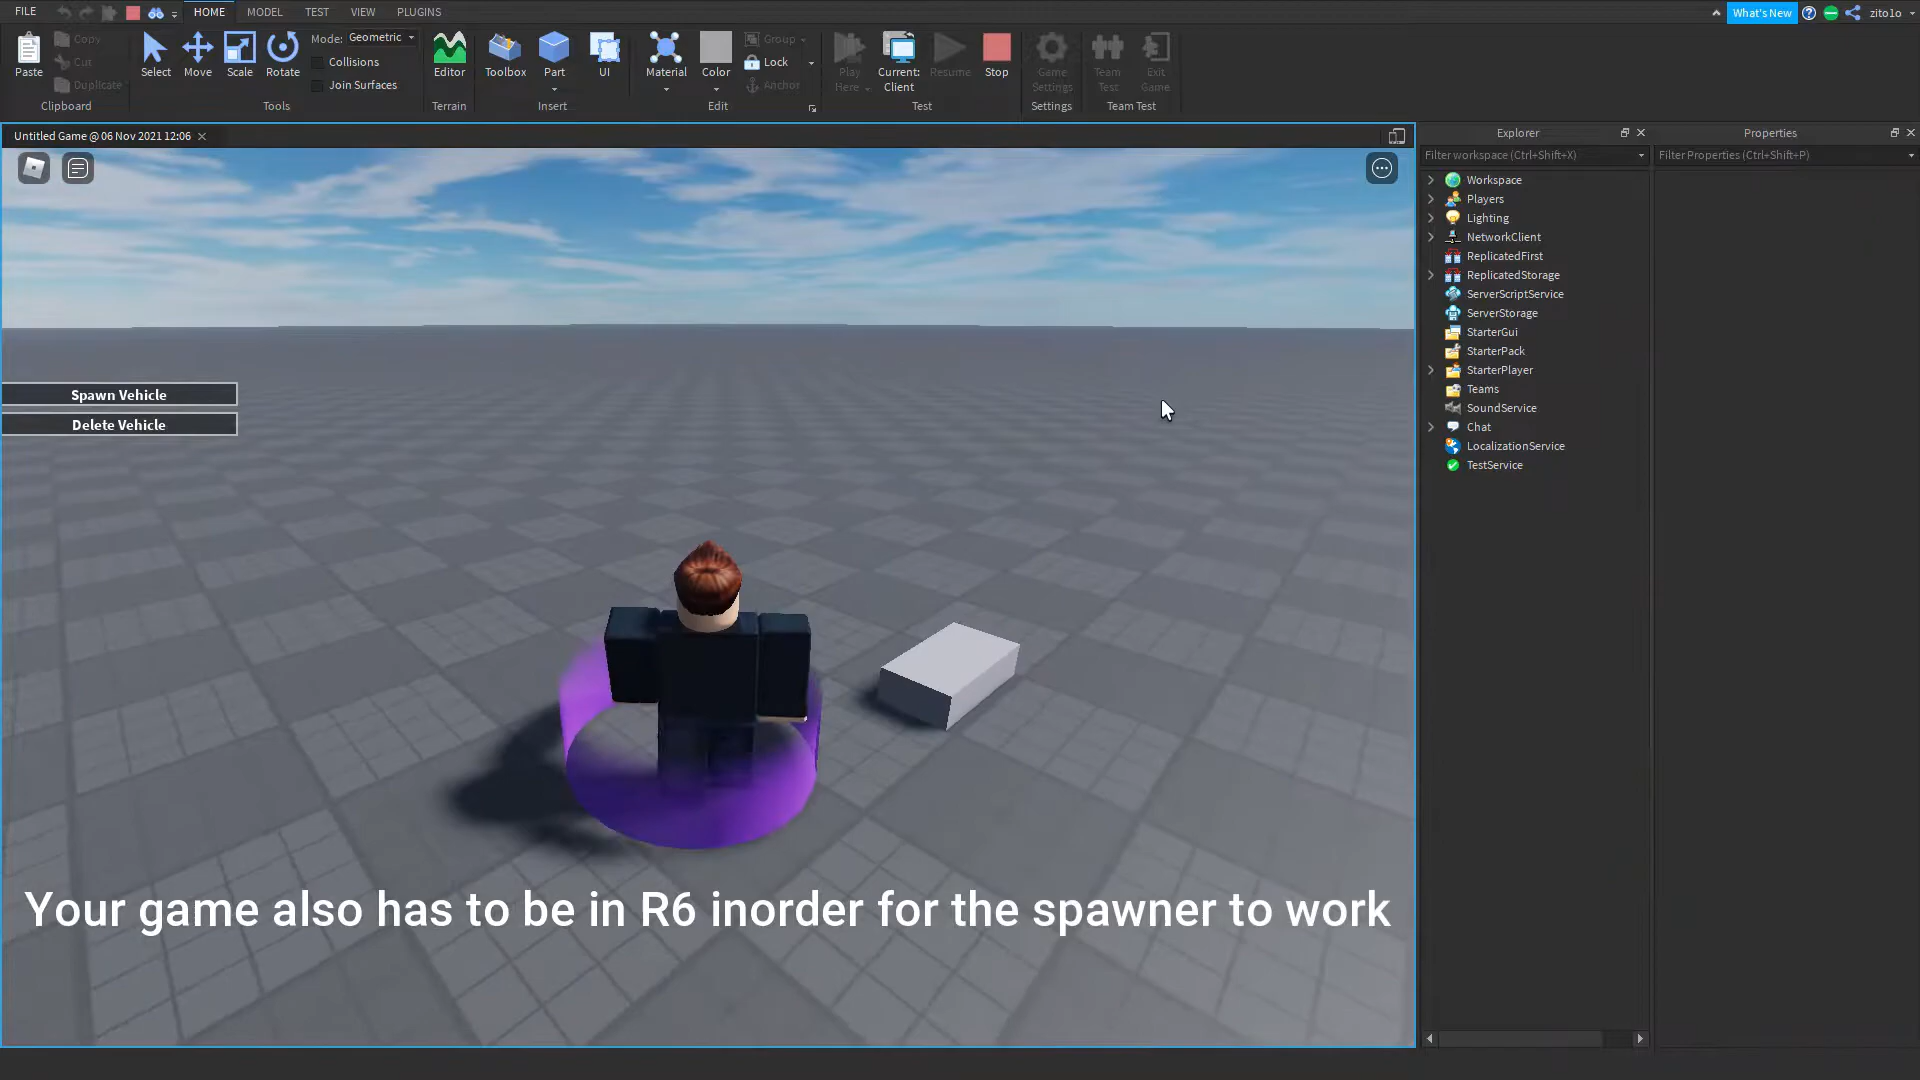 FILE HOME MODEL TEST VIEW PLUGINS What's New zito1o
Paste Copy Cut Duplicate Clipboard
Select Move Scale Rotate Mode: Geometric Collisions Join Surfaces Tools
Editor Terrain
Toolbox Part UI Insert
Material Color Group Lock Anchor Edit
Play Here Current: Client Resume Stop Test
Game Settings Settings
Team Test Exit Game Team Test
Untitled Game @ 06 Nov 2021 12:06
Spawn Vehicle
Delete Vehicle
Your game also has to be in R6 inorder for the spawner to work
Explorer
Filter workspace (Ctrl+Shift+X)
Workspace
Players
Lighting
NetworkClient
ReplicatedFirst
ReplicatedStorage
ServerScriptService
ServerStorage
StarterGui
StarterPack
StarterPlayer
Teams
SoundService
Chat
LocalizationService
TestService
Properties
Filter Properties (Ctrl+Shift+P)